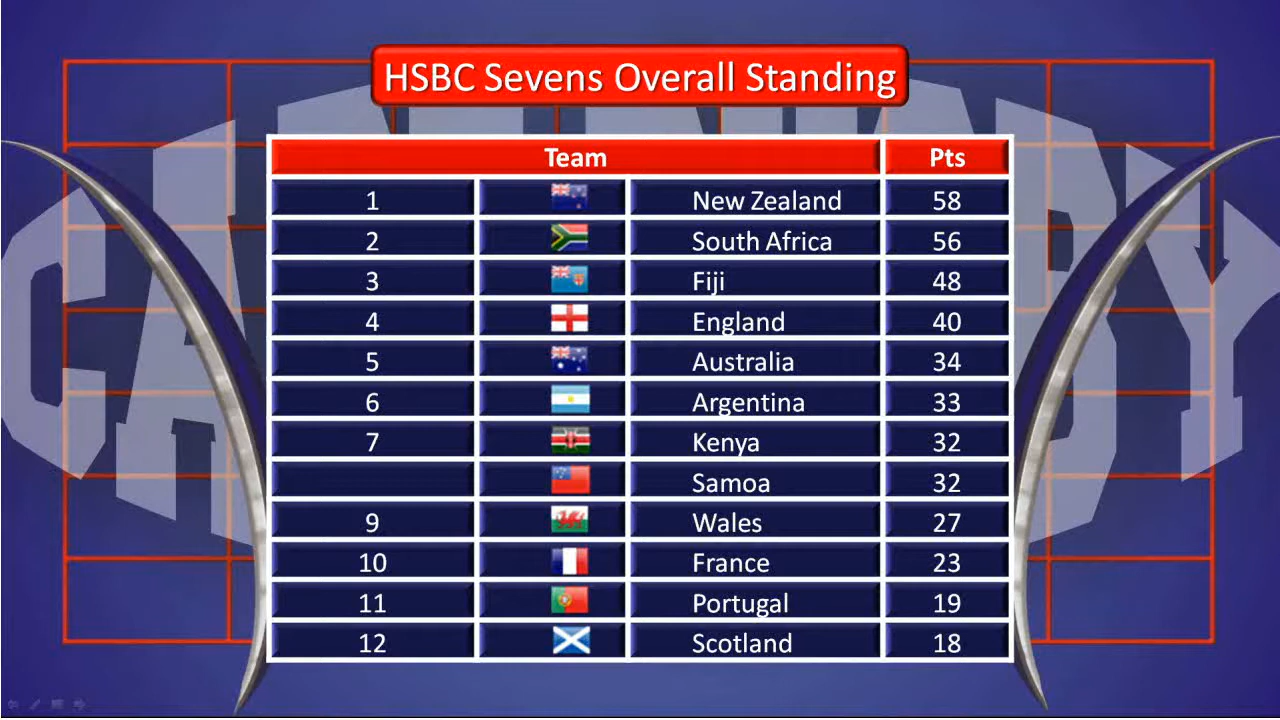 HSBC Sevens Overall Standing
Team Pts
1 New Zealand 58
2 South Africa 56
3 Fiji 48
4 England 40
5 Australia 34
6 Argentina 33
7 Kenya 32
Samoa 32
9 Wales 27
10 France 23
11 Portugal 19
12 Scotland 18